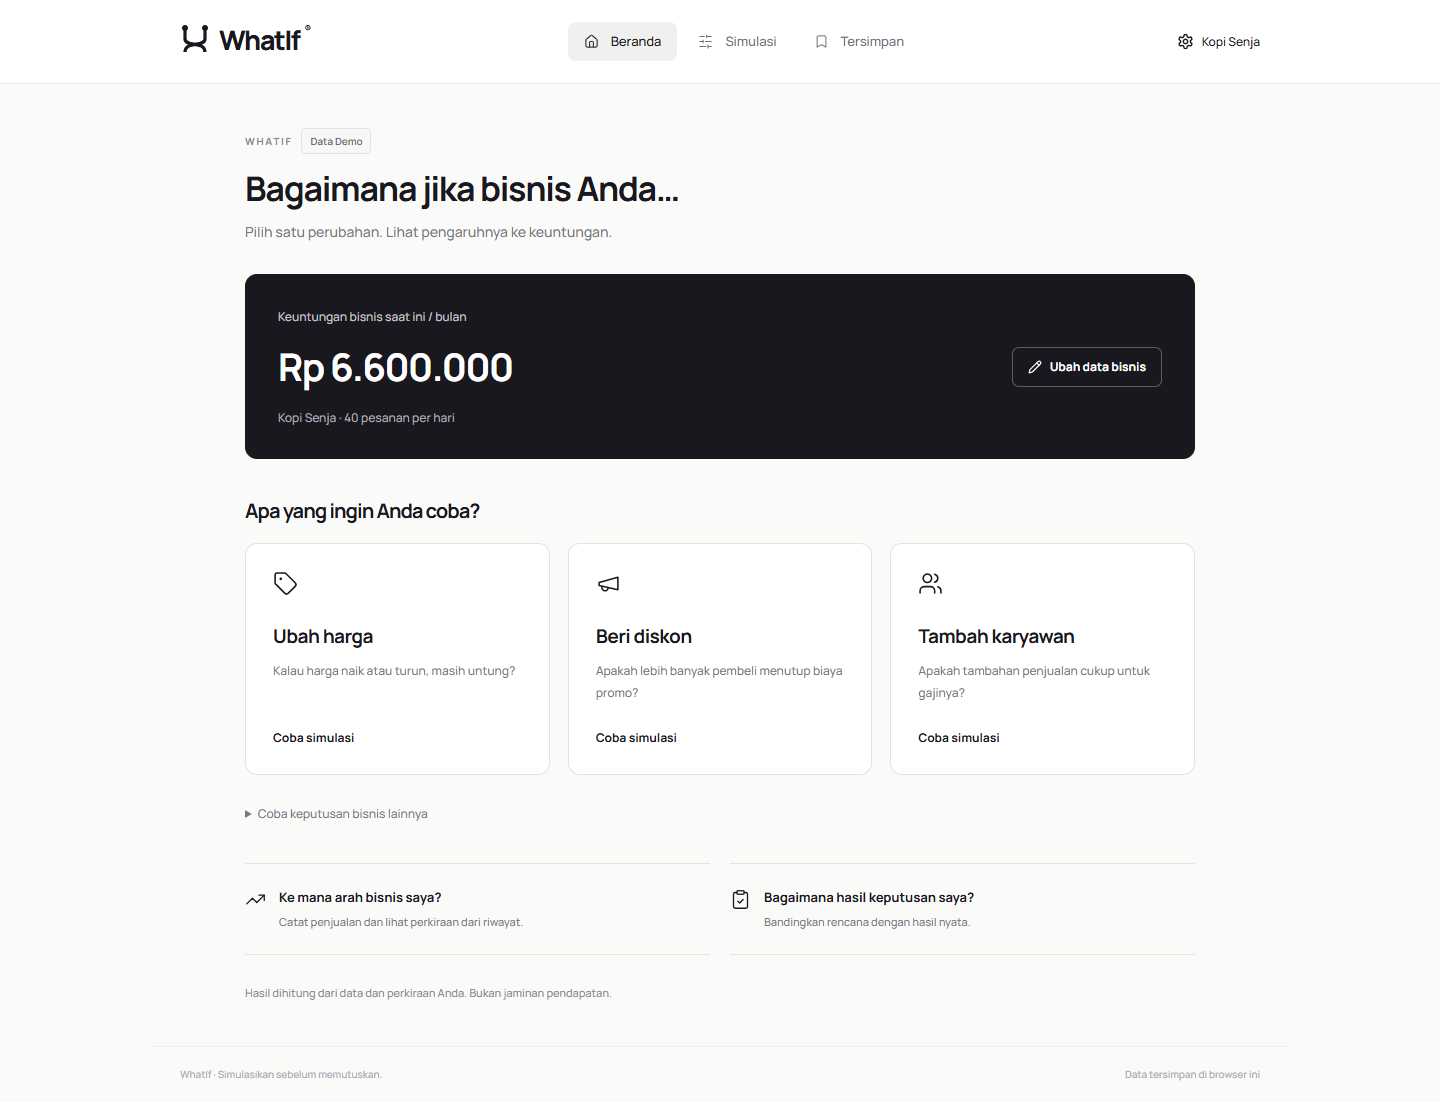 WhatIf®
Beranda
Simulasi
Tersimpan
Kopi Senja
WHATIF
Data Demo
Bagaimana jika bisnis Anda...
Pilih satu perubahan. Lihat pengaruhnya ke keuntungan.
Keuntungan bisnis saat ini / bulan
Rp 6.600.000
Kopi Senja · 40 pesanan per hari
Ubah data bisnis
Apa yang ingin Anda coba?
Ubah harga
Kalau harga naik atau turun, masih untung?
Coba simulasi
Beri diskon
Apakah lebih banyak pembeli menutup biaya
promo?
Coba simulasi
Tambah karyawan
Apakah tambahan penjualan cukup untuk
gajinya?
Coba simulasi
Coba keputusan bisnis lainnya
Ke mana arah bisnis saya?
Catat penjualan dan lihat perkiraan dari riwayat.
Bagaimana hasil keputusan saya?
Bandingkan rencana dengan hasil nyata.
Hasil dihitung dari data dan perkiraan Anda. Bukan jaminan pendapatan.
WhatIf · Simulasikan sebelum memutuskan.
Data tersimpan di browser ini